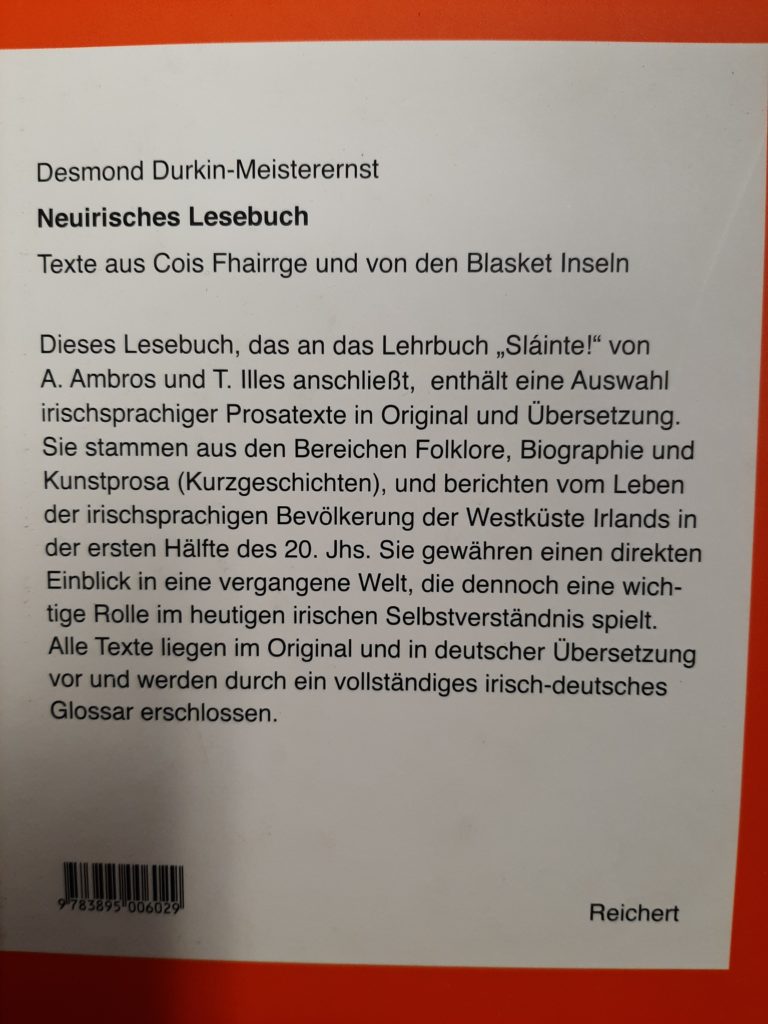 Desmond Durkin-Meisterernst
Neuirisches Lesebuch
Texte aus Cois Fhairrge und von den Blasket Inseln
Dieses Lesebuch, das an das Lehrbuch „Sláinte!“ von
A. Ambros und T. Illes anschließt, enthält eine Auswahl
irischsprachiger Prosatexte in Original und Übersetzung.
Sie stammen aus den Bereichen Folklore, Biographie und
Kunstprosa (Kurzgeschichten), und berichten vom Leben
der irischsprachigen Bevölkerung der Westküste Irlands in
der ersten Hälfte des 20. Jhs. Sie gewähren einen direkten
Einblick in eine vergangene Welt, die dennoch eine wich-
tige Rolle im heutigen irischen Selbstverständnis spielt.
Alle Texte liegen im Original und in deutscher Übersetzung
vor und werden durch ein vollständiges irisch-deutsches
Glossar erschlossen.
9 783895 006029
Reichert